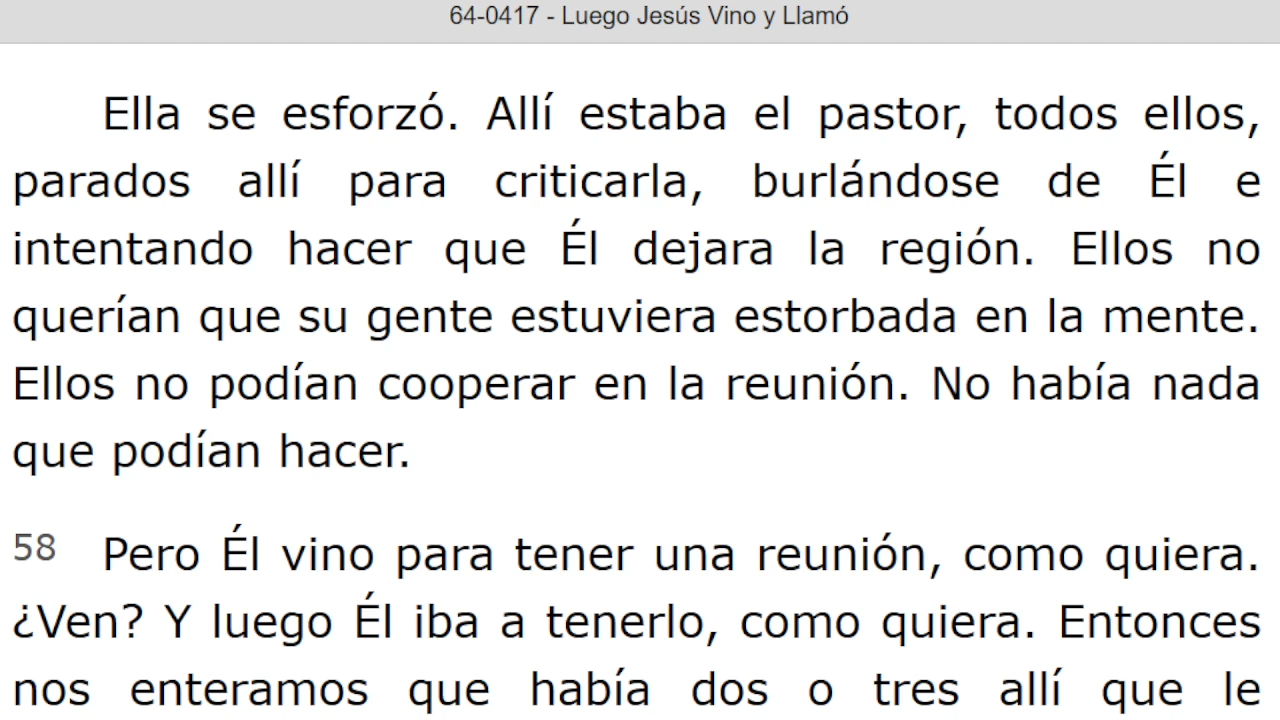 64-0417 - Luego Jesús Vino y Llamó
Ella se esforzó. Allí estaba el pastor, todos ellos,
parados allí para criticarla, burlándose de Él e
intentando hacer que Él dejara la región. Ellos no
querían que su gente estuviera estorbada en la mente.
Ellos no podían cooperar en la reunión. No había nada
que podían hacer.
58 Pero Él vino para tener una reunión, como quiera.
¿Ven? Y luego Él iba a tenerlo, como quiera. Entonces
nos enteramos que había dos o tres allí que le